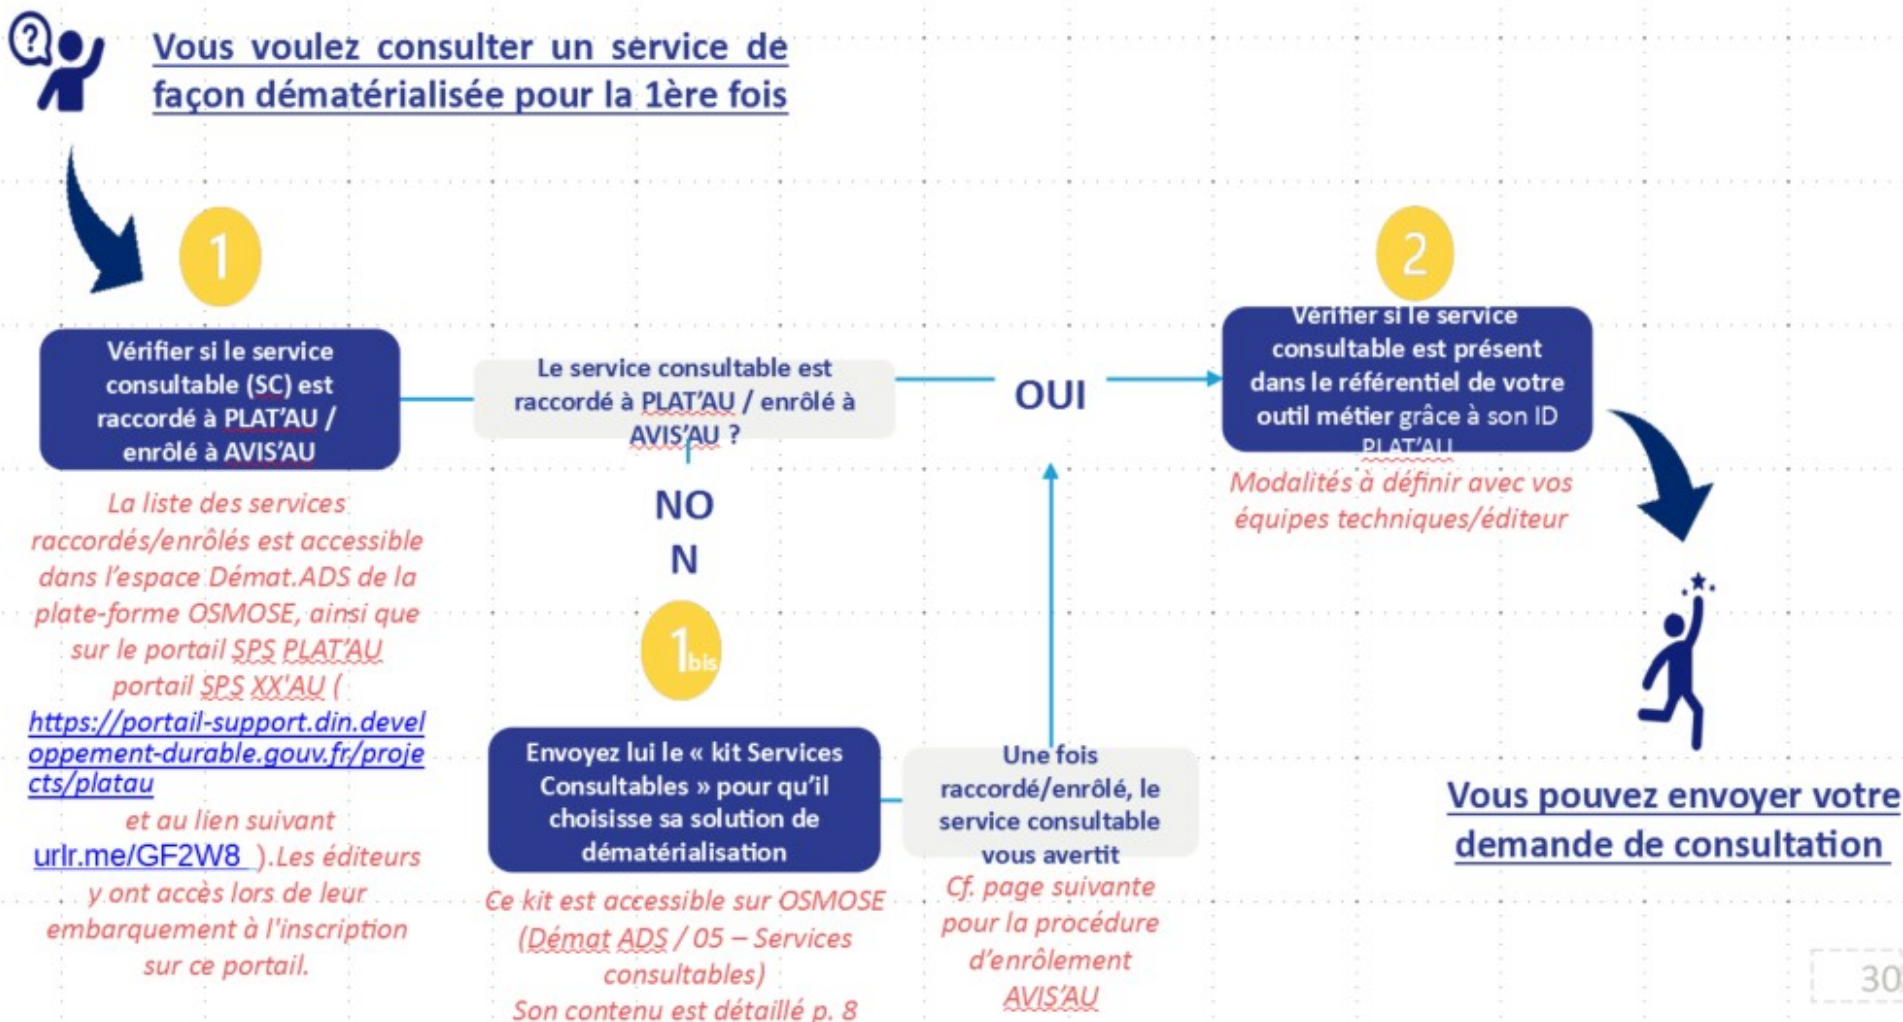 ?
Vous voulez consulter un service de
façon dématérialisée pour la 1ère fois
1
Vérifier si le service
consultable (SC) est
raccordé à PLAT'AU /
enrôlé à AVIS'AU
La liste des services
raccordés/enrôlés est accessible
dans l'espace Démat.ADS de la
plate-forme OSMOSE, ainsi que
sur le portail SPS PLAT'AU
portail SPS XX'AU (
https://portail-support.din.devel
oppement-durable.gouv.fr/proje
cts/platau
et au lien suivant
urlr.me/GF2W8 ).Les éditeurs
y ont accès lors de leur
embarquement à l'inscription
sur ce portail.
Le service consultable est
raccordé à PLAT'AU / enrôlé à
AVIS'AU ?
NO
N
1bis
Envoyez lui le « kit Services
Consultables » pour qu'il
choisisse sa solution de
dématérialisation
Ce kit est accessible sur OSMOSE
(Démat ADS / 05 – Services
consultables)
Son contenu est détaillé p. 8
Une fois
raccordé/enrôlé, le
service consultable
vous avertit
Cf. page suivante
pour la procédure
d'enrôlement
AVIS'AU
OUI
2
Vérifier si le service
consultable est présent
dans le référentiel de votre
outil métier grâce à son ID
PLAT'AU
Modalités à définir avec vos
équipes techniques/éditeur
Vous pouvez envoyer votre
demande de consultation
30